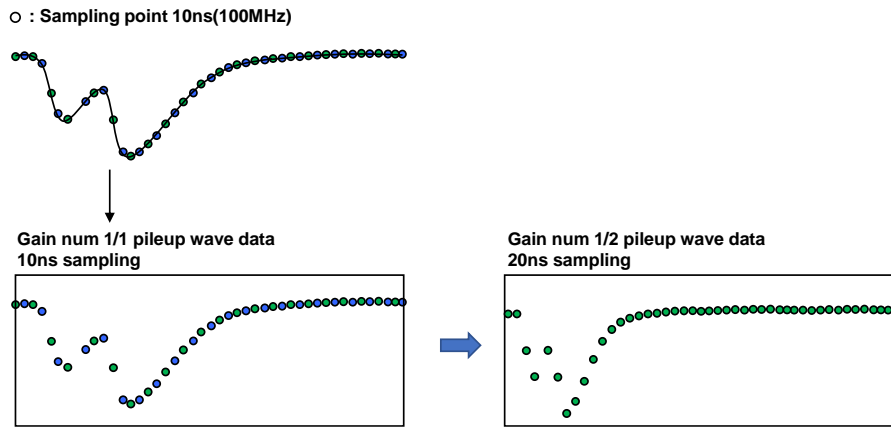 ○ : Sampling point 10ns(100MHz)
Gain num 1/1 pileup wave data
10ns sampling
Gain num 1/2 pileup wave data
20ns sampling